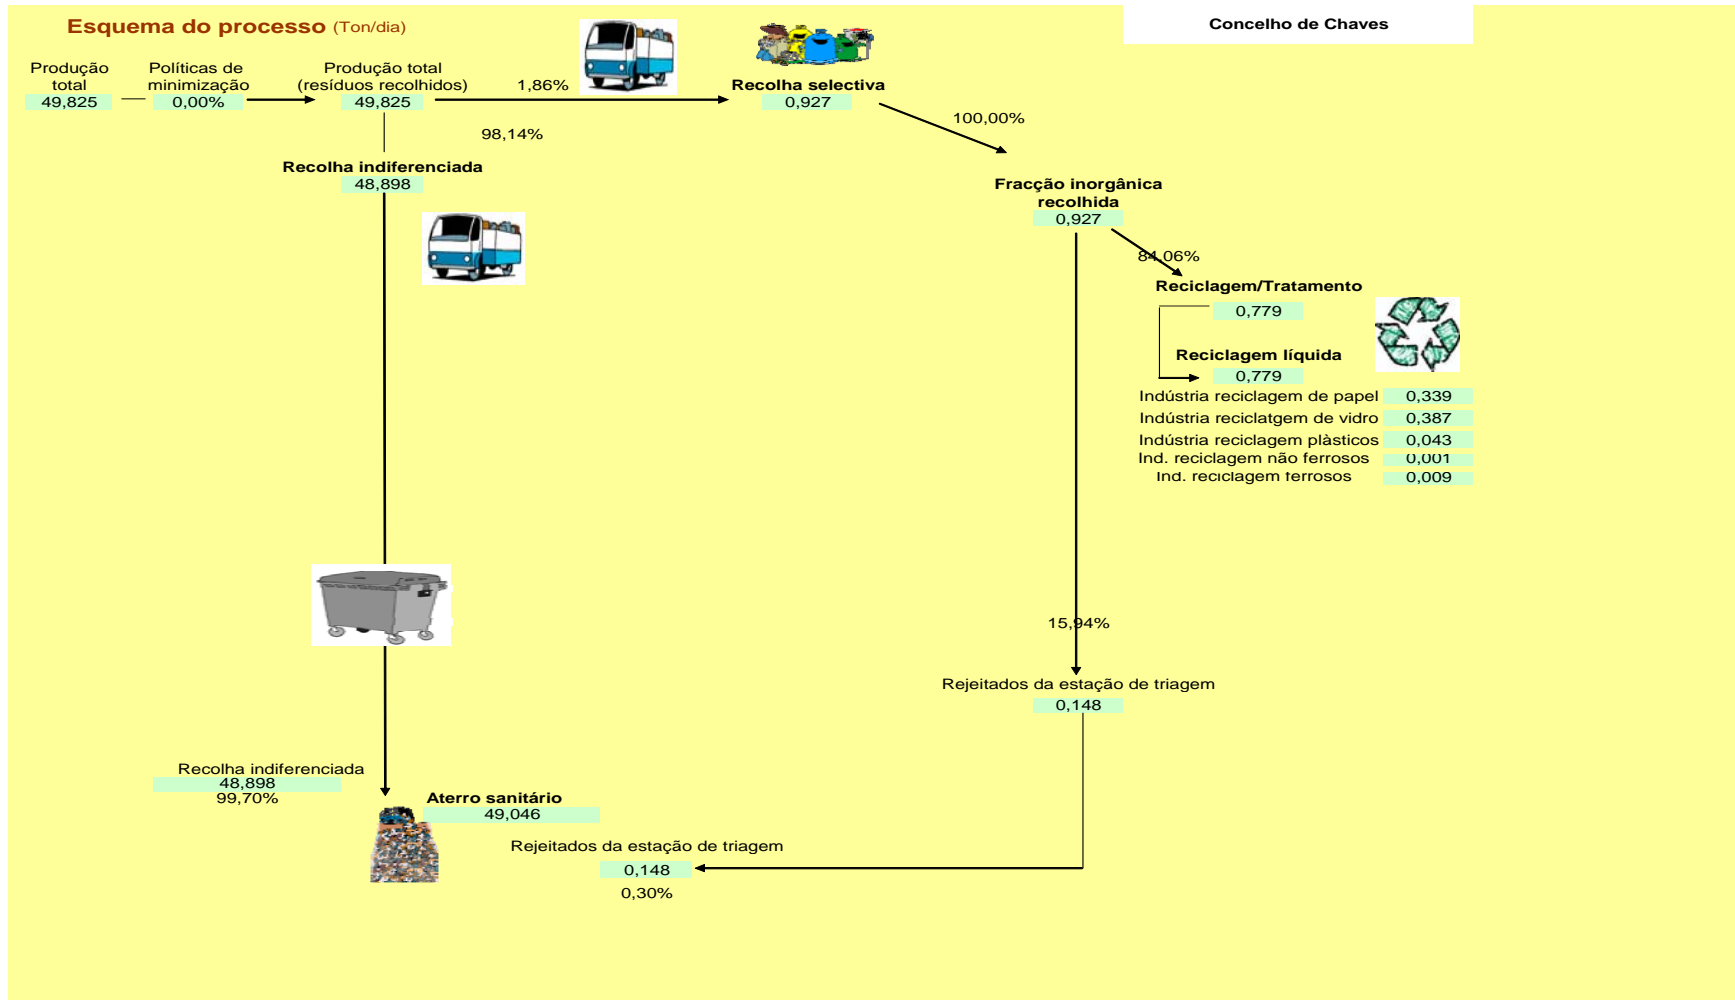 Esquema do processo (Ton/dia)
Concelho de Chaves
Produção
total
49,825
Políticas de
minimização
0,00%
Produção total
(resíduos recolhidos)
49,825
1,86%
Recolha selectiva
0,927
98,14%
100,00%
Recolha indiferenciada
48,898
Fracção inorgânica
recolhida
0,927
84,06%
Reciclagem/Tratamento
0,779
Reciclagem líquida
0,779
Indústria reciclagem de papel 0,339
Indústria reciclatgem de vidro 0,387
Indústria reciclagem plàsticos 0,043
Ind. reciclagem não ferrosos 0,001
Ind. reciclagem ferrosos 0,009
15,94%
Rejeitados da estação de triagem
0,148
Recolha indiferenciada
48,898
99,70%
Aterro sanitário
49,046
Rejeitados da estação de triagem
0,148
0,30%